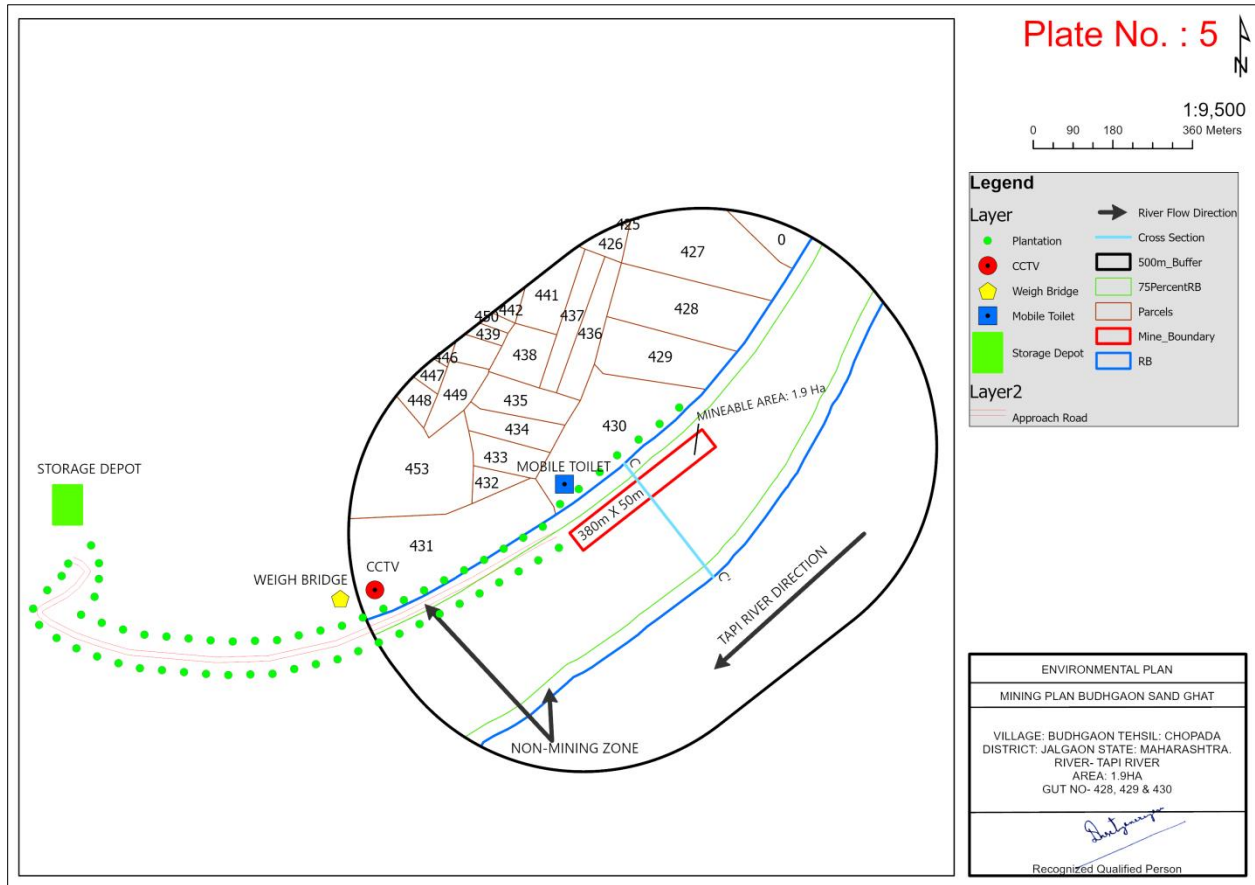 Plate No. : 5
N
1:9,500
0 90 180 360 Meters
Legend
Layer
Plantation
CCTV
Weigh Bridge
Mobile Toilet
Storage Depot
Layer2
Approach Road
River Flow Direction
Cross Section
500m_Buffer
75PercentRB
Parcels
Mine_Boundary
RB
425
426
427
0
441
442
450
439
437
436
428
438
429
446
447
448
449
435
434
430
433
432
453
431
MINEABLE AREA: 1.9 Ha
MOBILE TOILET
380m X 50m
C
C'
STORAGE DEPOT
WEIGH BRIDGE
CCTV
TAPI RIVER DIRECTION
NON-MINING ZONE
ENVIRONMENTAL PLAN
MINING PLAN BUDHGAON SAND GHAT
VILLAGE: BUDHGAON TEHSIL: CHOPADA
DISTRICT: JALGAON STATE: MAHARASHTRA.
RIVER- TAPI RIVER
AREA: 1.9HA
GUT NO- 428, 429 & 430
Recognized Qualified Person